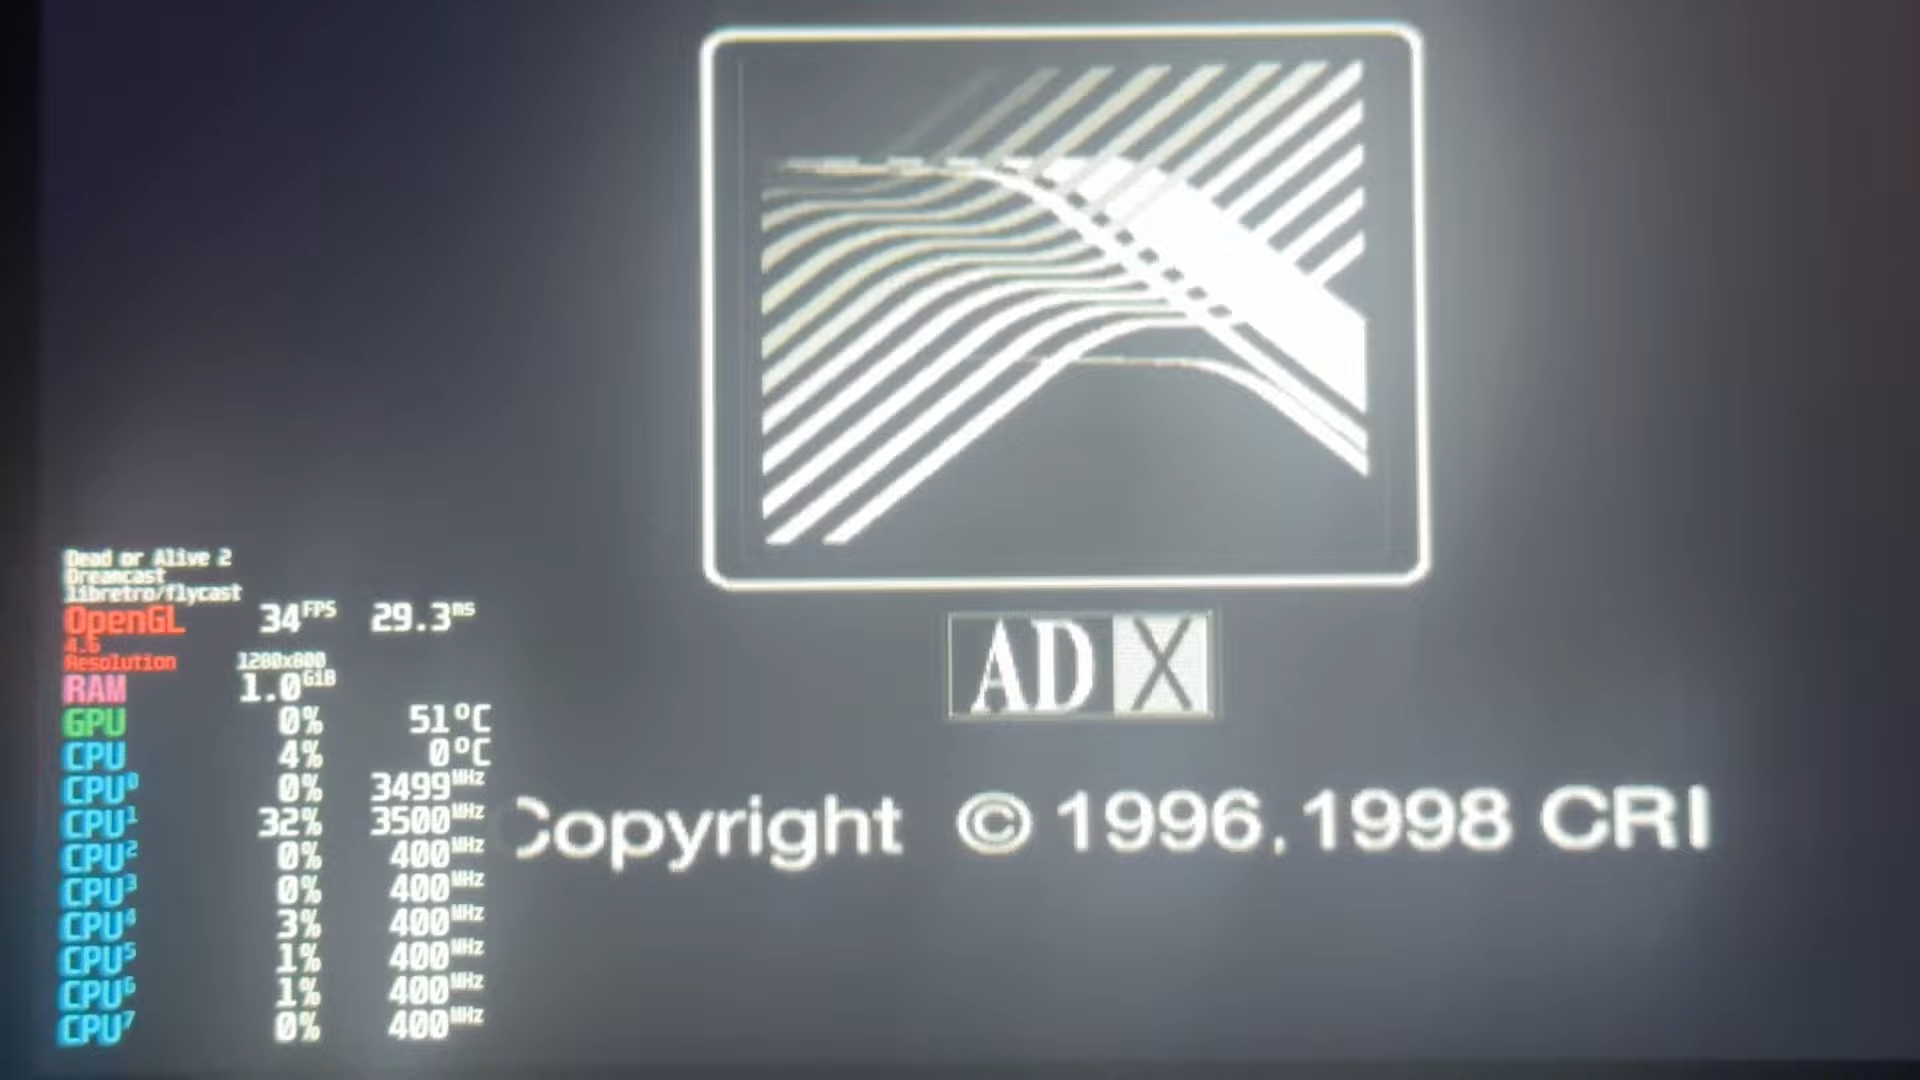 Dead or Alive 2
Dreamcast
libretro/flycast
OpenGL 34FPS 29.3ms
4.6
Resolution 1280x800
RAM 1.0GiB
GPU 0% 51°C
CPU 4% 0°C
CPU0 0% 3499MHz
CPU1 32% 3500MHz
CPU2 0% 400MHz
CPU3 0% 400MHz
CPU4 3% 400MHz
CPU5 1% 400MHz
CPU6 1% 400MHz
CPU7 0% 400MHz
ADX
Copyright © 1996,1998 CRI